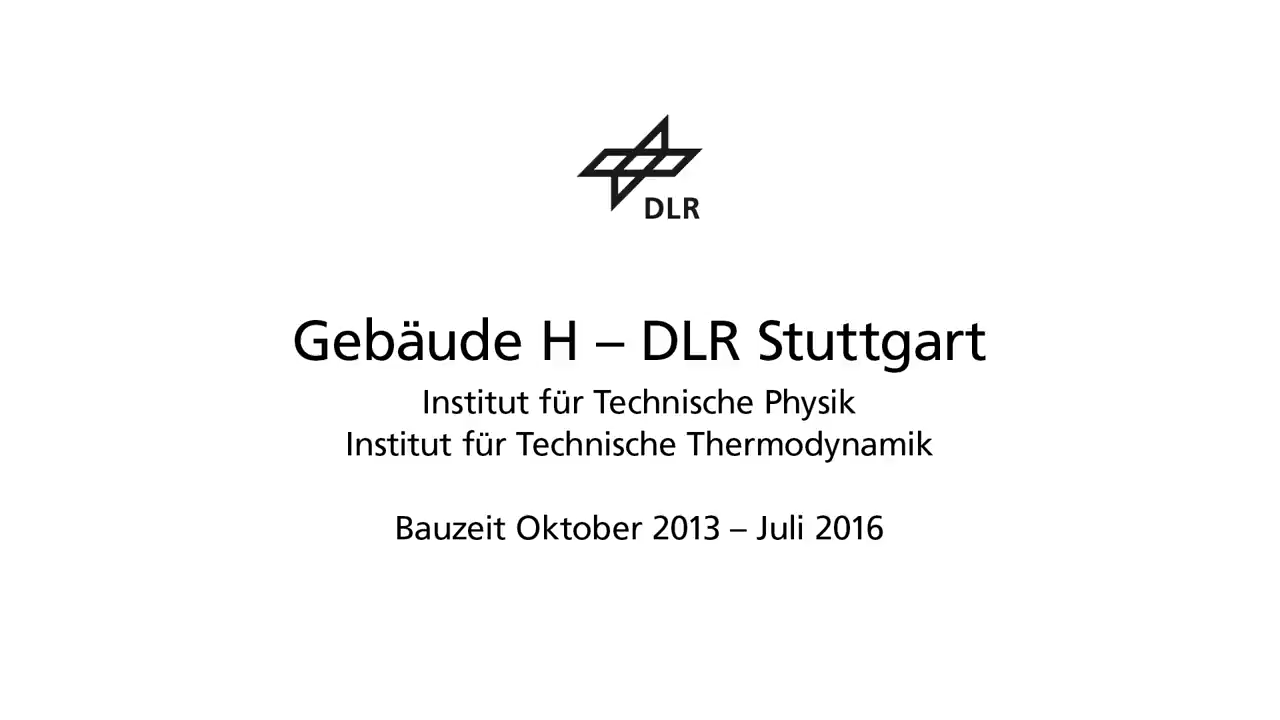 DLR
Gebäude H – DLR Stuttgart
Institut für Technische Physik
Institut für Technische Thermodynamik
Bauzeit Oktober 2013 – Juli 2016